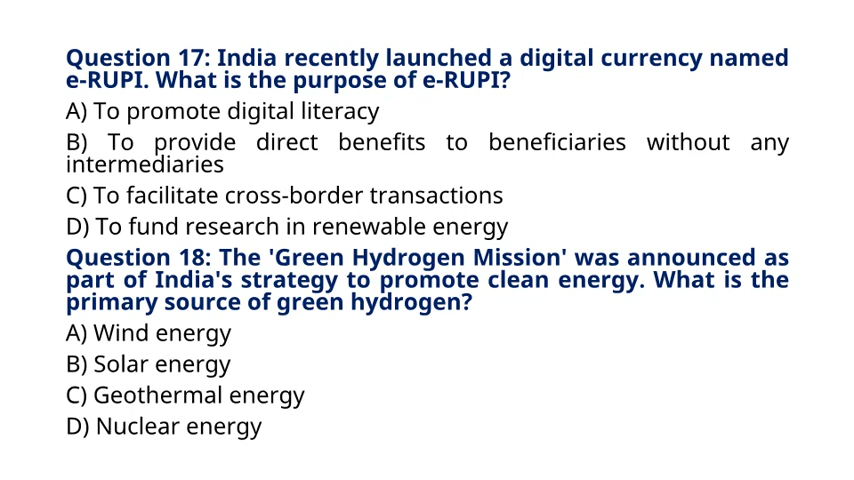 Question 17: India recently launched a digital currency named
e-RUPI. What is the purpose of e-RUPI?
A) To promote digital literacy
B) To provide direct benefits to beneficiaries without any
intermediaries
C) To facilitate cross-border transactions
D) To fund research in renewable energy
Question 18: The 'Green Hydrogen Mission' was announced as
part of India's strategy to promote clean energy. What is the
primary source of green hydrogen?
A) Wind energy
B) Solar energy
C) Geothermal energy
D) Nuclear energy